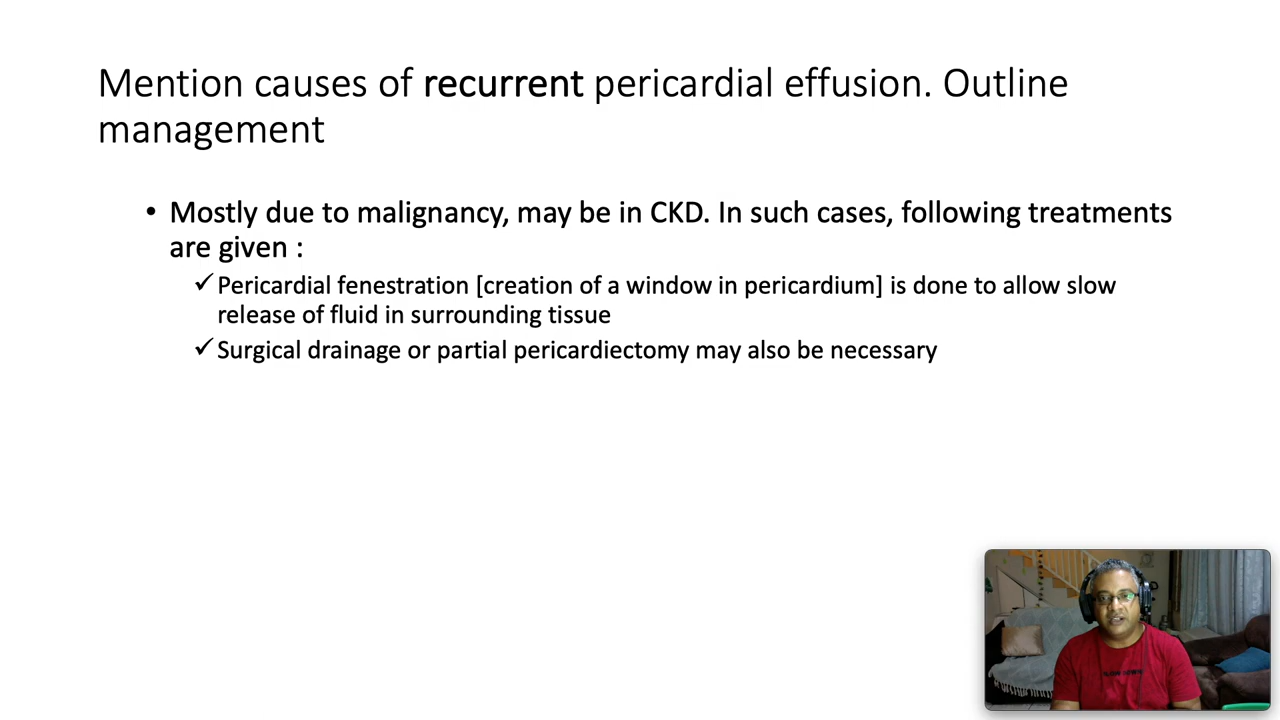 Mention causes of recurrent pericardial effusion. Outline
management
• Mostly due to malignancy, may be in CKD. In such cases, following treatments
are given :
✓ Pericardial fenestration [creation of a window in pericardium] is done to allow slow
release of fluid in surrounding tissue
✓ Surgical drainage or partial pericardiectomy may also be necessary